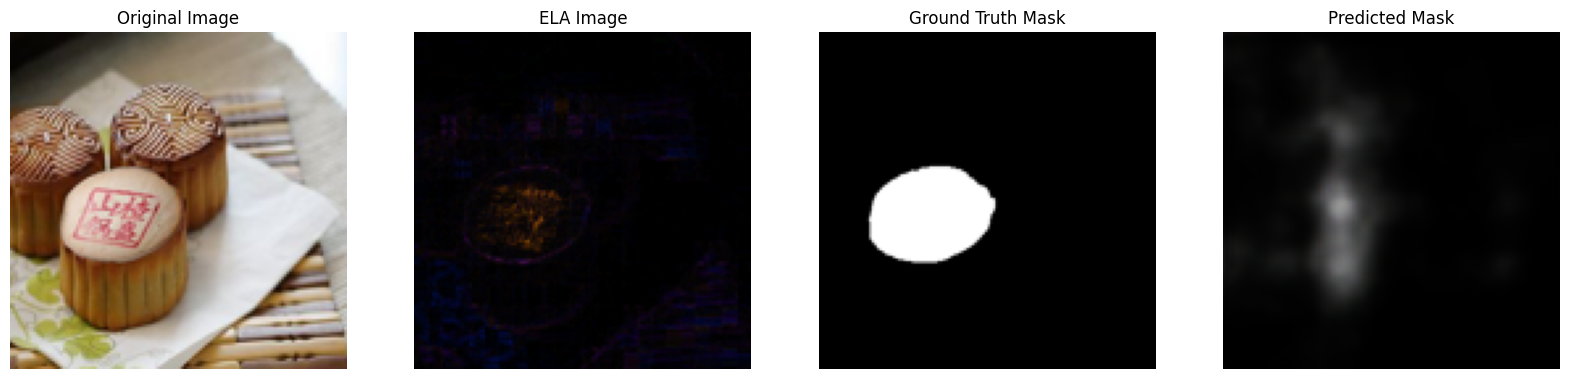 Original Image
ELA Image
Ground Truth Mask
Predicted Mask